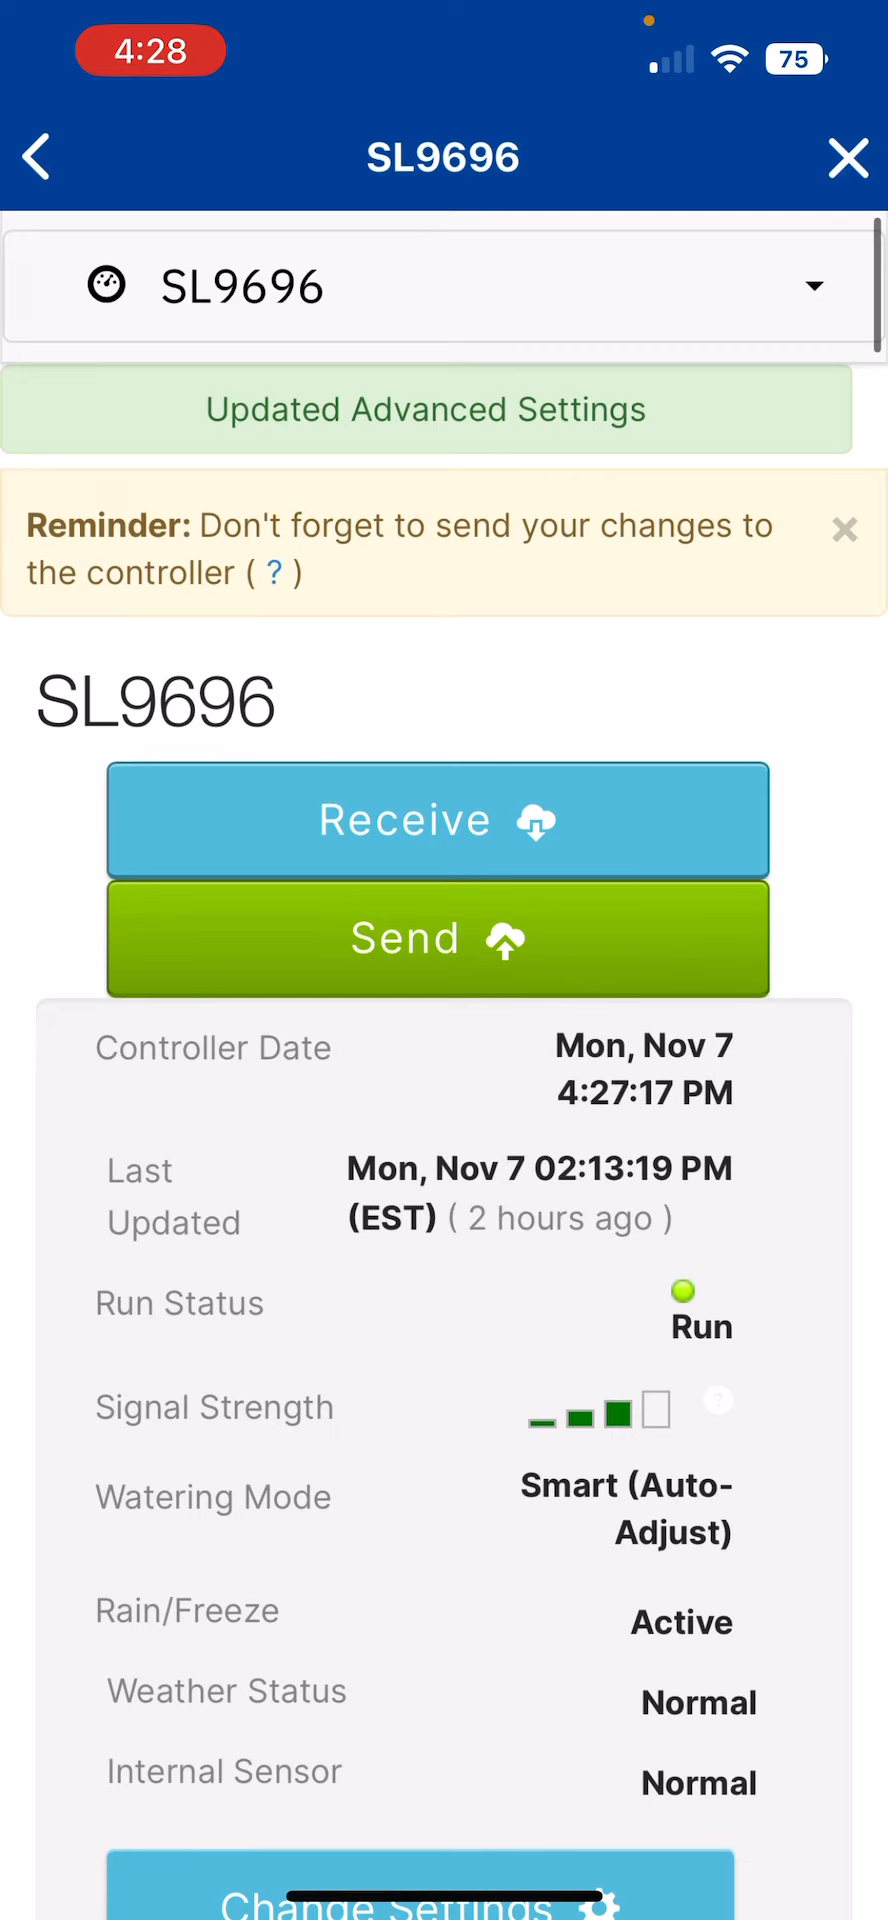 4:28
75
SL9696
SL9696
Updated Advanced Settings
Reminder: Don't forget to send your changes to
the controller ( ? )
SL9696
Receive
Send
Controller Date
Mon, Nov 7
4:27:17 PM
Last
Updated
Mon, Nov 7 02:13:19 PM
(EST) ( 2 hours ago )
Run Status
Run
Signal Strength
?
Watering Mode
Smart (Auto-
Adjust)
Rain/Freeze
Active
Weather Status
Normal
Internal Sensor
Normal
Change Settings